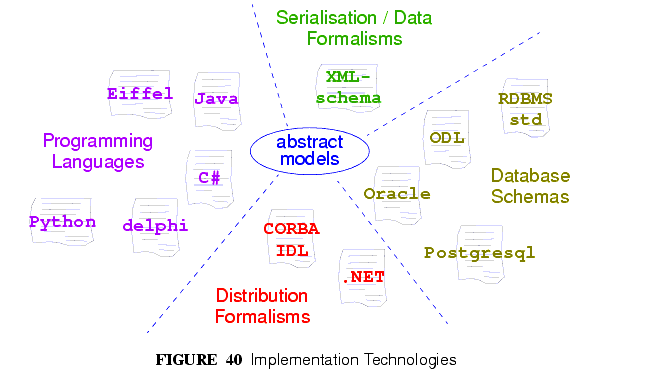 Serialisation / Data
Formalisms
XML-
schema
Eiffel
Java
RDBMS
std
ODL
abstract
models
Programming
Languages
C#
Oracle
Database
Schemas
Python
delphi
CORBA
IDL
Postgresql
.NET
Distribution
Formalisms
FIGURE 40 Implementation Technologies